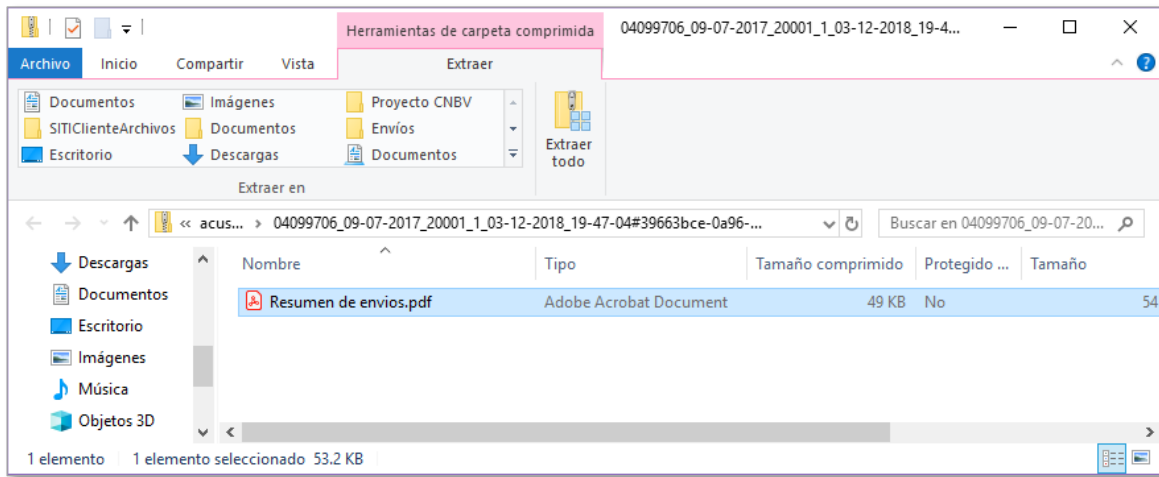 Herramientas de carpeta comprimida
04099706_09-07-2017_20001_1_03-12-2018_19-4...
Archivo Inicio Compartir Vista Extraer
Documentos Imágenes Proyecto CNBV
SITIClienteArchivos Documentos Envíos
Escritorio Descargas Documentos
Extraer todo
Extraer en
« acus... › 04099706_09-07-2017_20001_1_03-12-2018_19-47-04#39663bce-0a96-...
Buscar en 04099706_09-07-20...
Nombre Tipo Tamaño comprimido Protegido ... Tamaño
Resumen de envios.pdf Adobe Acrobat Document 49 KB No 54
Descargas
Documentos
Escritorio
Imágenes
Música
Objetos 3D
1 elemento 1 elemento seleccionado 53.2 KB